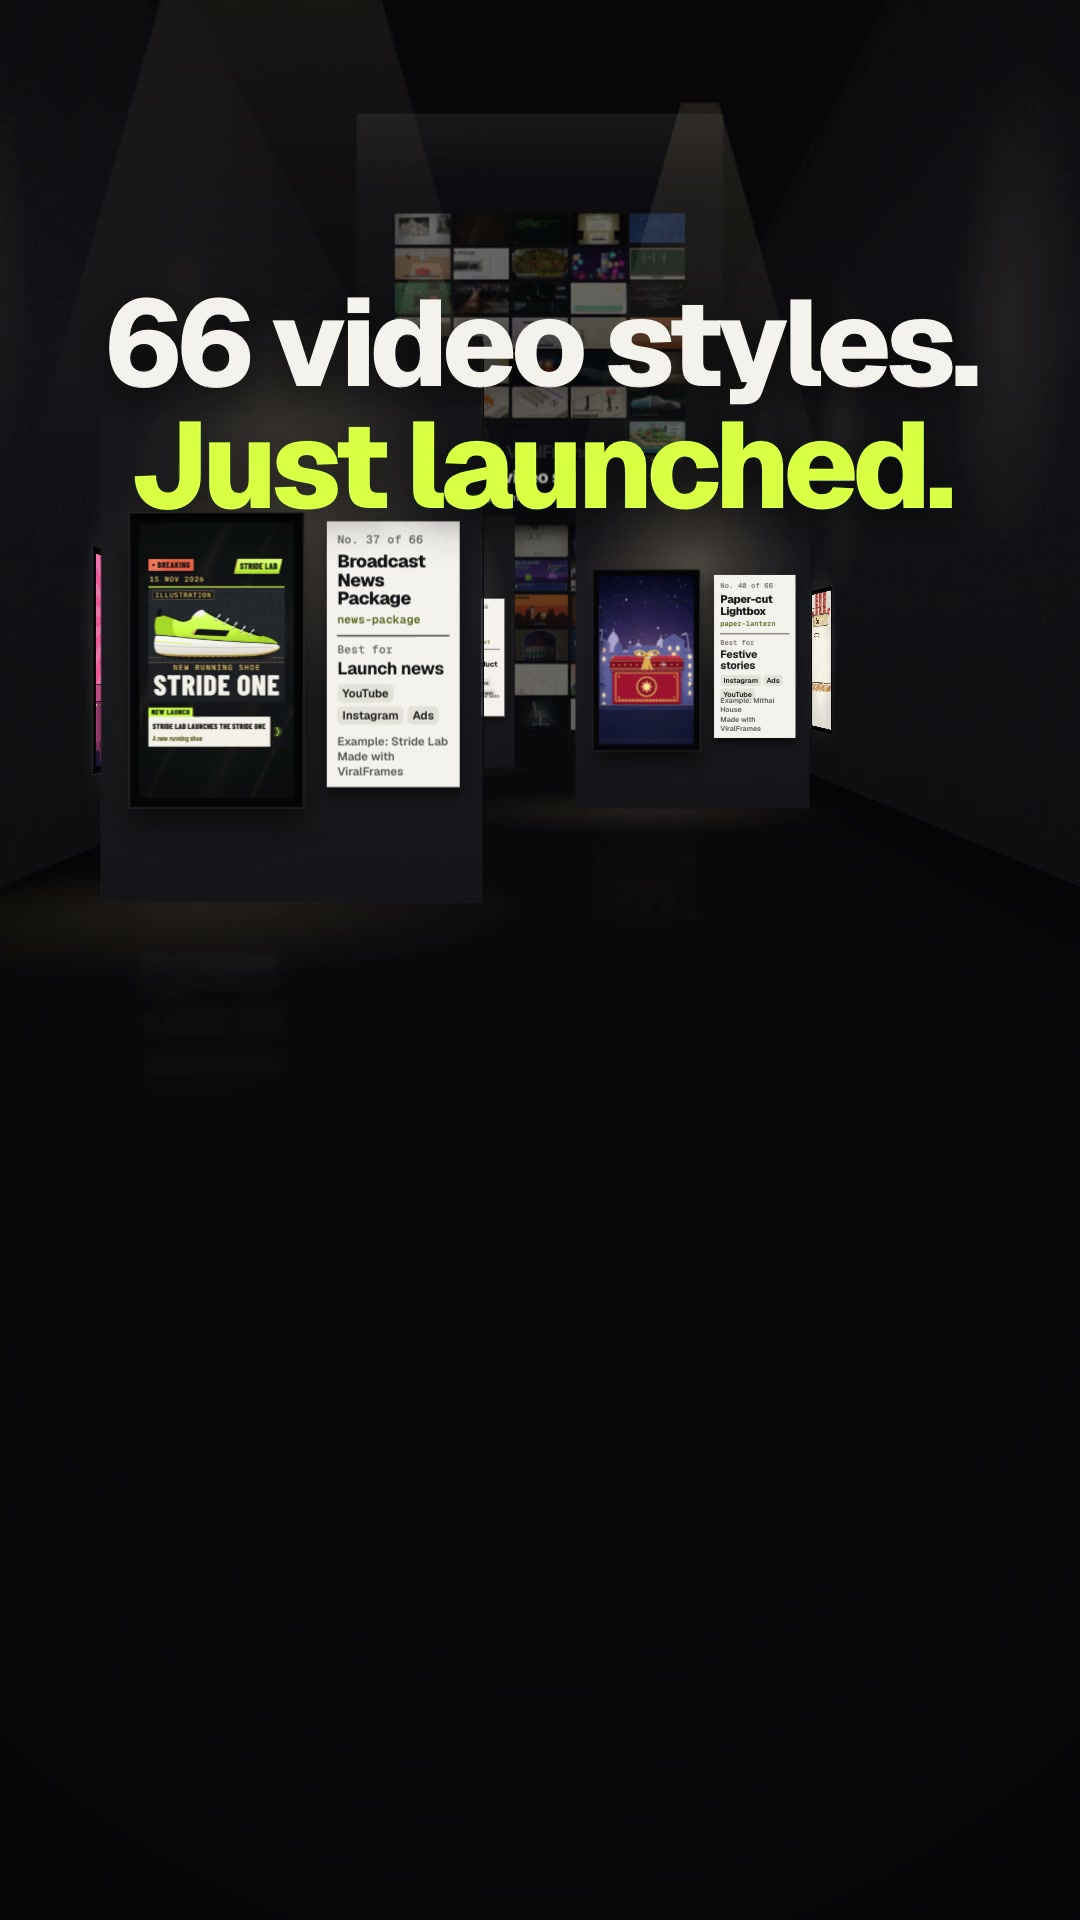 66 video styles.
Just launched.
BREAKING
STRIDE LAB
15 NOV 2026
ILLUSTRATION
NEW RUNNING SHOE
STRIDE ONE
NEW LAUNCH
STRIDE LAB LAUNCHES THE STRIDE ONE
A new running shoe
No. 37 of 66
Broadcast
News
Package
news-package
Best for
Launch news
YouTube
Instagram Ads
Example: Stride Lab
Made with
ViralFrames
No. 40 of 66
Paper-cut
Lightbox
paper-lantern
Best for
Festive
stories
Instagram Ads
YouTube
Example: Mithai
House
Made with
ViralFrames